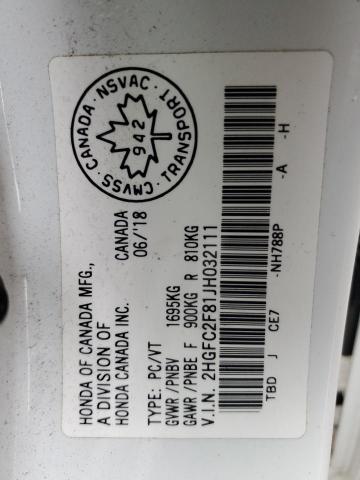 HONDA OF CANADA MFG.,
A DIVISION OF
HONDA CANADA INC.
CANADA
06/'18
CANADA · NSVAC · TRANSPORT · CMVSS
942
TYPE: PC/VT
GVWR/PNBV 1695KG
GAWR/PNBE F 900KG R 810KG
V.I.N. 2HGFC2F81JH032111
TBD J CE7 -NH788P -A -H